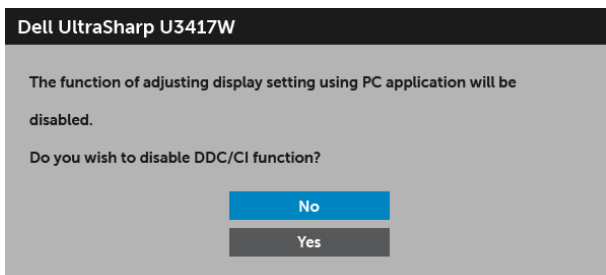 Dell UltraSharp U3417W
The function of adjusting display setting using PC application will be
disabled.
Do you wish to disable DDC/CI function?
No
Yes